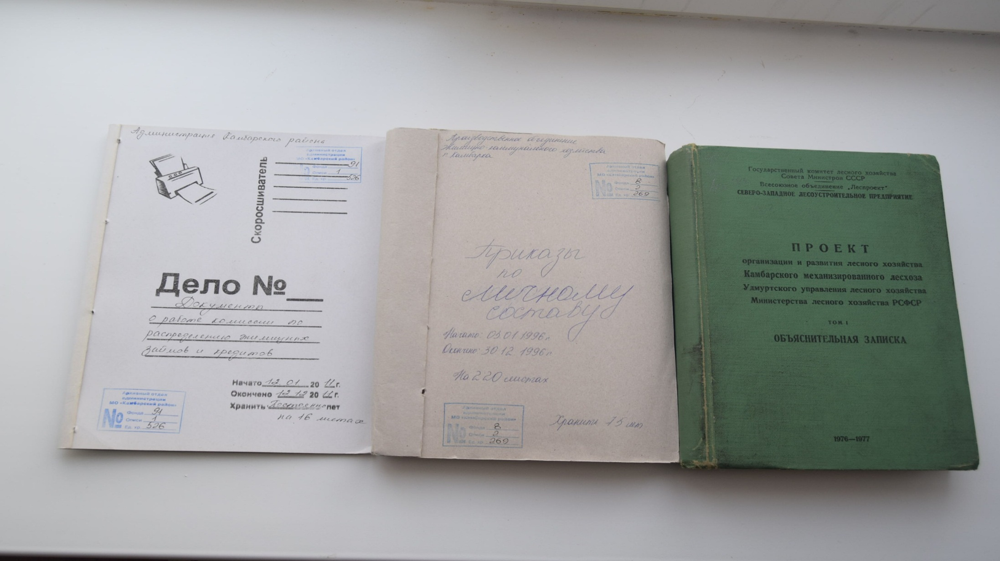 Администрация Камбарского района
Архивный отдел
администрации
МО «Камбарский район»
№
Фонда 91
Описи 1
Ед. хр. 526
Скоросшиватель
Дело №
Документы
о работе комиссии по
распределению жилищных
займов и кредитов
Начато 12.01 2011 г.
Окончено 12.12 2011 г.
Хранить Постоянно лет
на 16 листах
Архивный отдел
администрации
МО «Камбарский район»
№
Фонда 91
Описи 1
Ед. хр. 526
Производственное объединение
жилищно-коммунального хозяйства
г. Камбарка
Архивный отдел
администрации
МО «Камбарский район»
№
Фонда 8
Описи 2
Ед. хр. 269
Приказы
по
личному
составу
Начато: 03.01 1996 г.
Окончено: 30.12. 1996 г.
На 220 листах
Архивный отдел
администрации
МО «Камбарский район»
№
Фонда 8
Описи 2
Ед. хр. 269
Хранить 75 лет
Государственный комитет лесного хозяйства
Совета Министров СССР
Всесоюзное объединение „Леспроект"
СЕВЕРО-ЗАПАДНОЕ ЛЕСОУСТРОИТЕЛЬНОЕ ПРЕДПРИЯТИЕ
ПРОЕКТ
организации и развития лесного хозяйства
Камбарского механизированного лесхоза
Удмуртского управления лесного хозяйства
Министерства лесного хозяйства РСФСР
ТОМ I
ОБЪЯСНИТЕЛЬНАЯ ЗАПИСКА
1976—1977